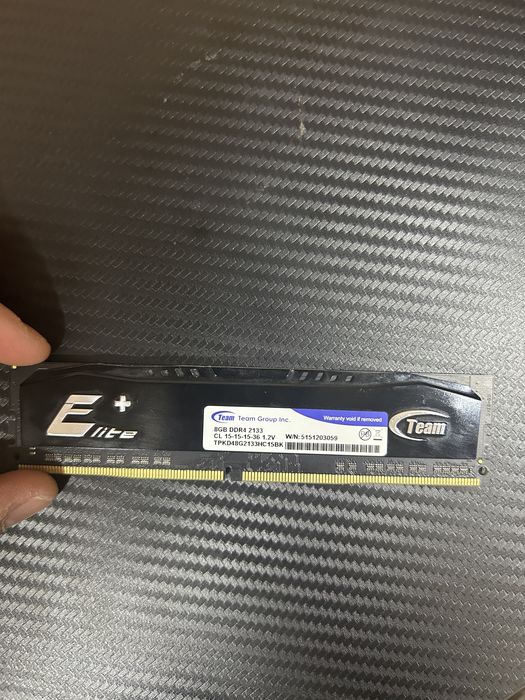 E+lite
Team Team Group Inc.
Warranty void if removed
8GB DDR4 2133
CL 15-15-15-36 1.2V W/N:5151203059
TPKD48G2133HC15BK
Team